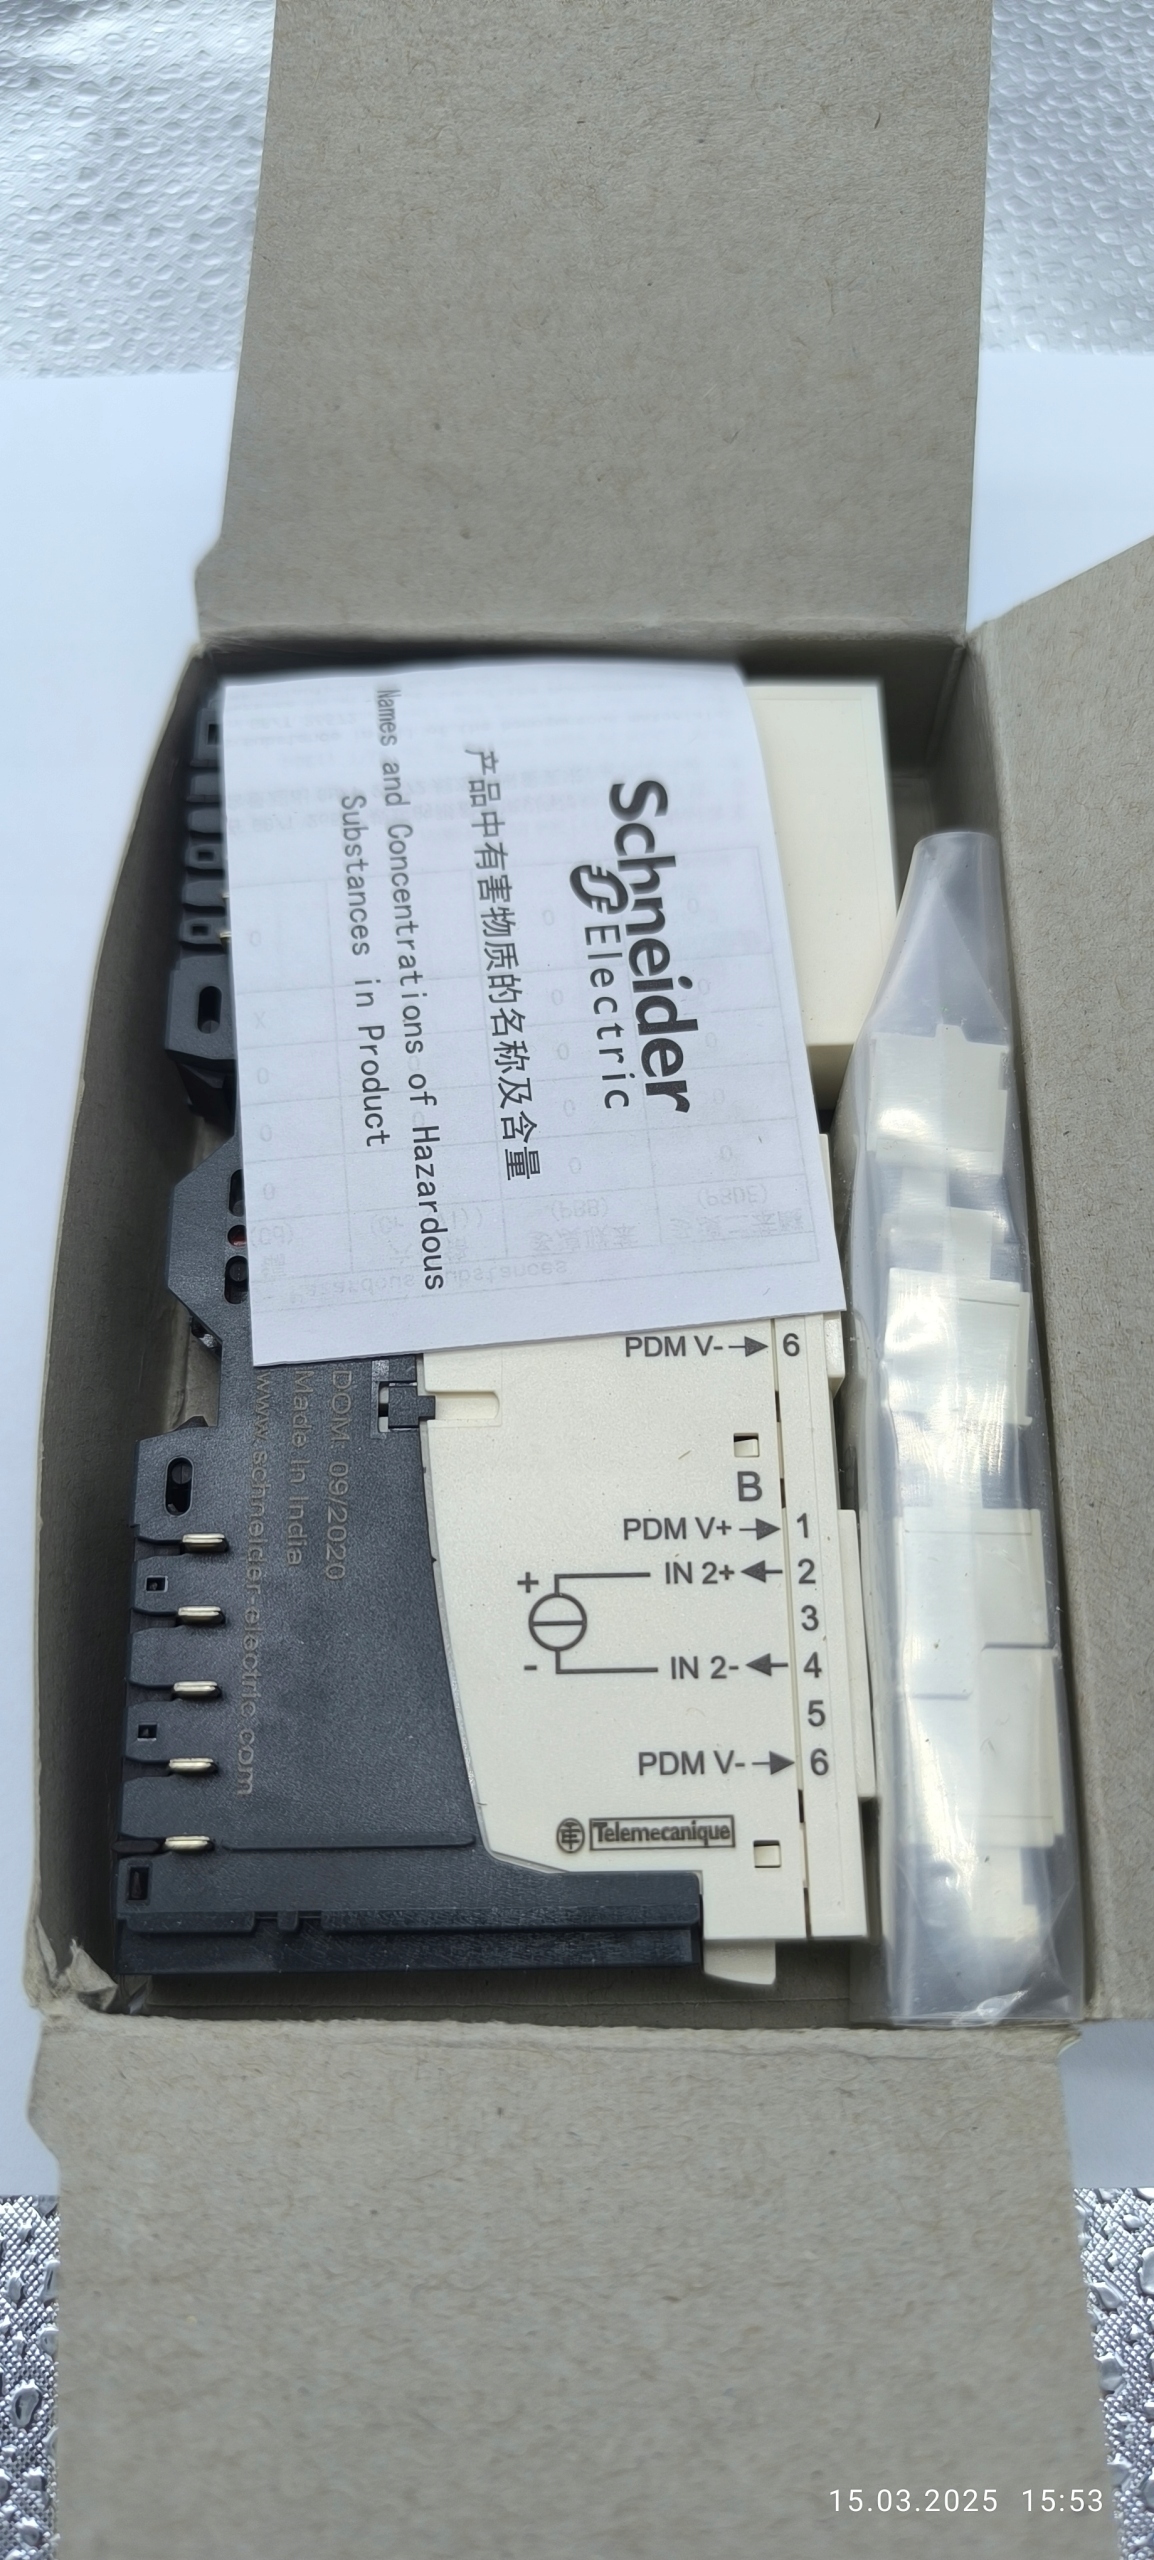 Schneider
Electric
产品中有害物质的名称及含量
Names and Concentrations of Hazardous
Substances in Product
PDM V- 6
B
PDM V+ 1
+ IN 2+ 2
3
- IN 2- 4
5
PDM V- 6
TE Telemecanique
DOM: 09/2020
Made In India
www.schneider-electric.com
15.03.2025 15:53